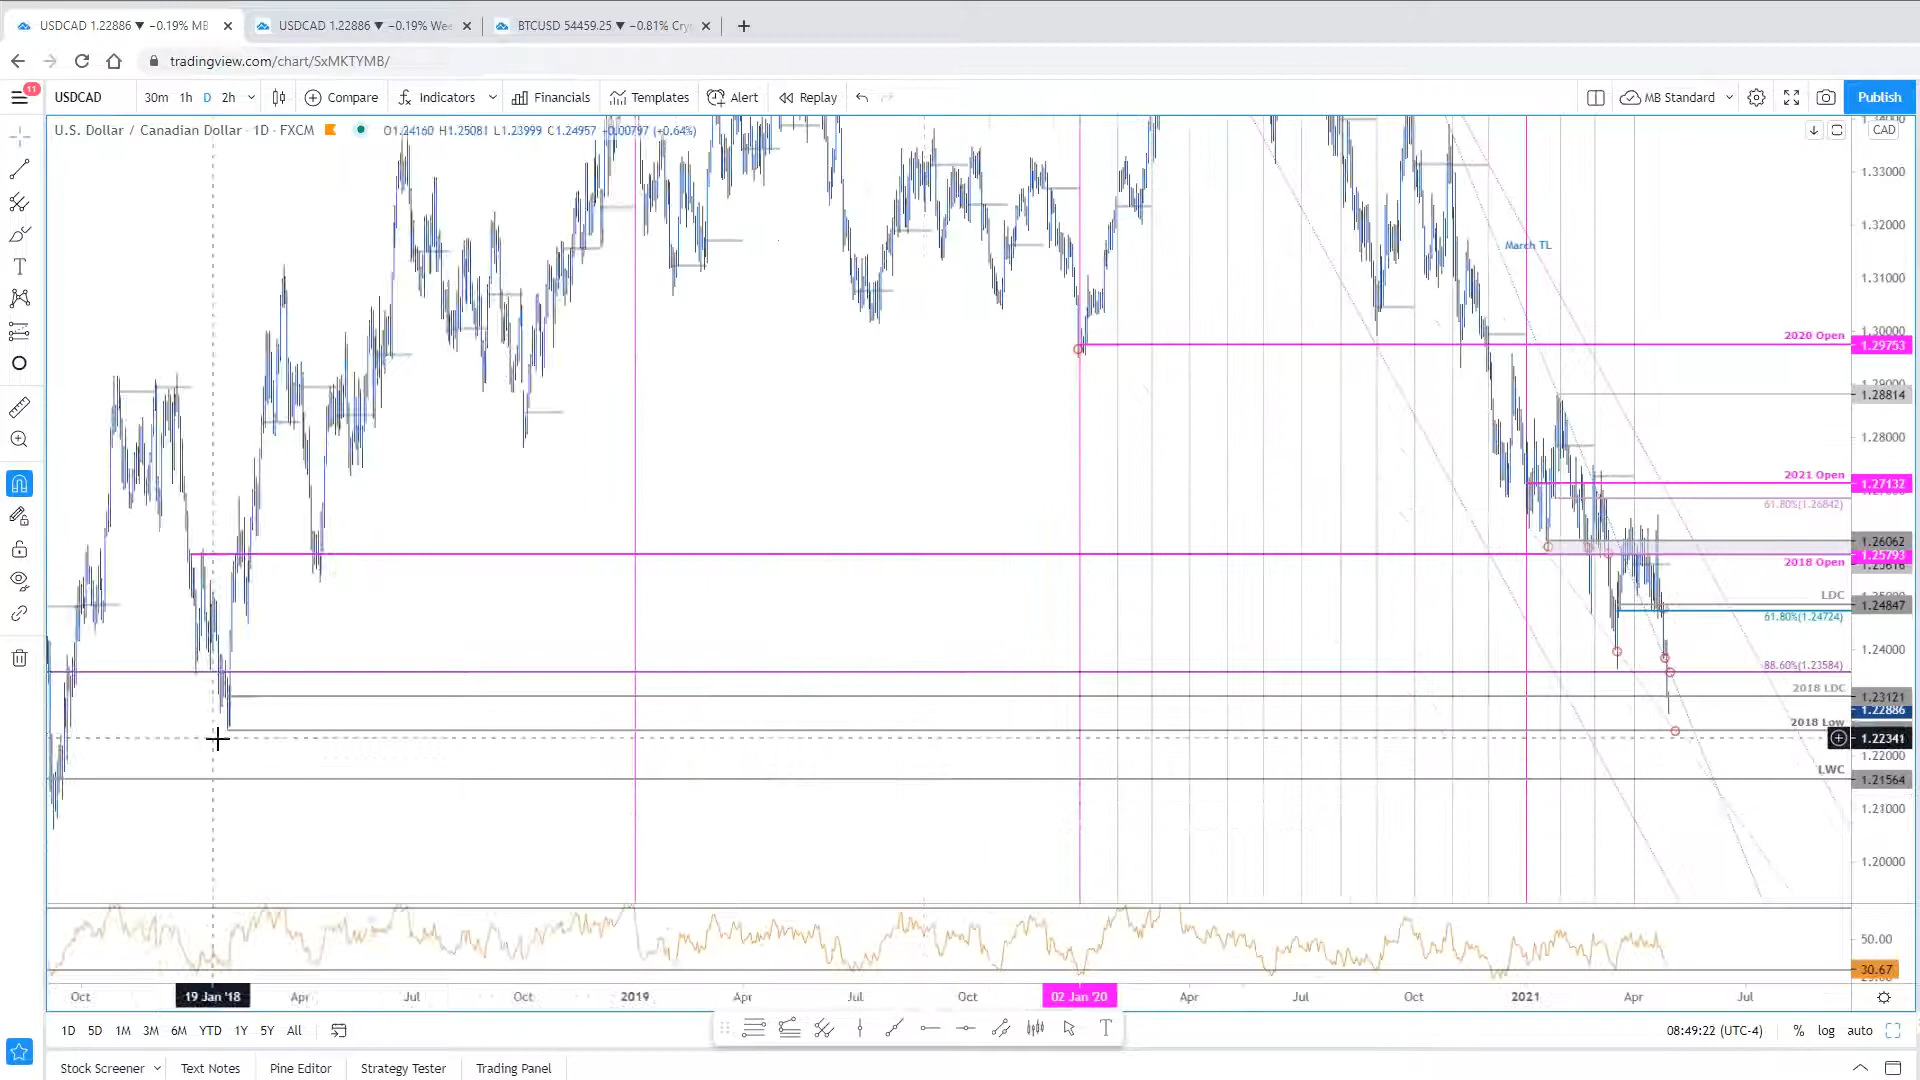 USDCAD 1.22886 ▼ −0.19% MB
USDCAD 1.22886 ▼ −0.19% Wee
BTCUSD 54459.25 ▼ −0.81% Cry
tradingview.com/chart/SxMKTYMB/
11
USDCAD
30m 1h D 2h
Compare
Indicators
Financials
Templates
Alert
Replay
MB Standard
Publish
U.S. Dollar / Canadian Dollar · 1D · FXCM
O1.24160 H1.25081 L1.23999 C1.24957 +0.00797 (+0.64%)
CAD
1.33000
1.32000
March TL
1.31000
1.30000
2020 Open
1.29753
1.29000
1.28814
1.28000
2021 Open
1.27132
61.80%(1.26842)
1.26062
1.25793
2018 Open
LDC
1.24847
61.80%(1.24724)
1.24000
88.60%(1.23584)
2018 LDC
1.23121
1.22886
2018 Low
1.22341
1.22000
LWC
1.21564
1.21000
1.20000
50.00
30.67
Oct
19 Jan '18
Apr
Jul
Oct
2019
Apr
Jul
Oct
02 Jan '20
Apr
Jul
Oct
2021
Apr
Jul
1D 5D 1M 3M 6M YTD 1Y 5Y All
08:49:22 (UTC-4)
% log auto
Stock Screener
Text Notes
Pine Editor
Strategy Tester
Trading Panel